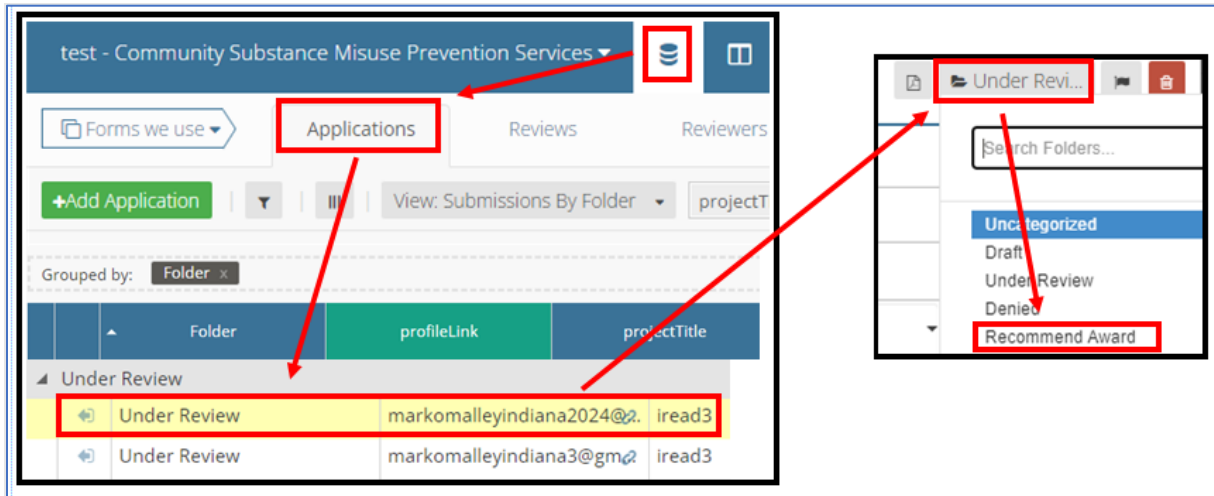 test - Community Substance Misuse Prevention Services
Forms we use
Applications
Reviews
Reviewers
+Add Application
View: Submissions By Folder
projectT
Grouped by: Folder x
Folder profileLink projectTitle
Under Review
Under Review markomalleyindiana2024@.. iread3
Under Review markomalleyindiana3@gm iread3
Under Revi...
Search Folders...
Uncategorized
Draft
Under Review
Denied
Recommend Award